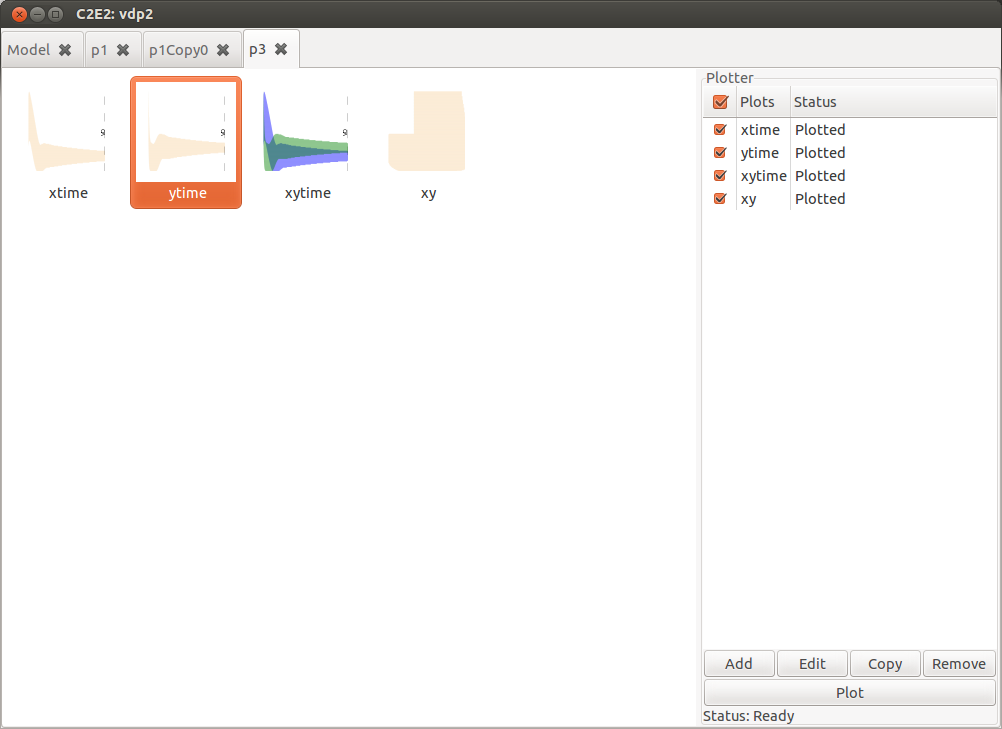 C2E2: vdp2
Model p1 p1Copy0 p3
Plotter
Plots Status
xtime Plotted
ytime Plotted
xytime Plotted
xy Plotted
xtime ytime xytime xy
Add Edit Copy Remove
Plot
Status: Ready